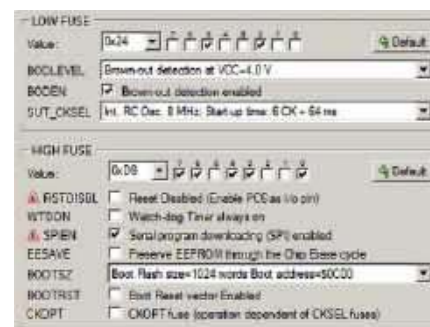 LOW FUSE
Value: 0x24 Default
BODLEVEL Brown-out detection at VCC=4.0 V
BODEN Brown-out detection enabled
SUT_CKSEL Int. RC Osc. 8 MHz; Start-up time: 6 CK + 64 ms
HIGH FUSE
Value: Default
RSTDISBL Reset Disabled (Enable PC6 as i/o pin)
WTDON Watch-dog Timer always on
SPIEN Serial program downloading (SPI) enabled
EESAVE Preserve EEPROM through the Chip Erase cycle
BOOTSZ Boot Flash size=1024 words Boot address=$0C00
BOOTRST Boot Reset vector Enabled
CKOPT CKOPT fuse (operation dependent of CKSEL fuses)